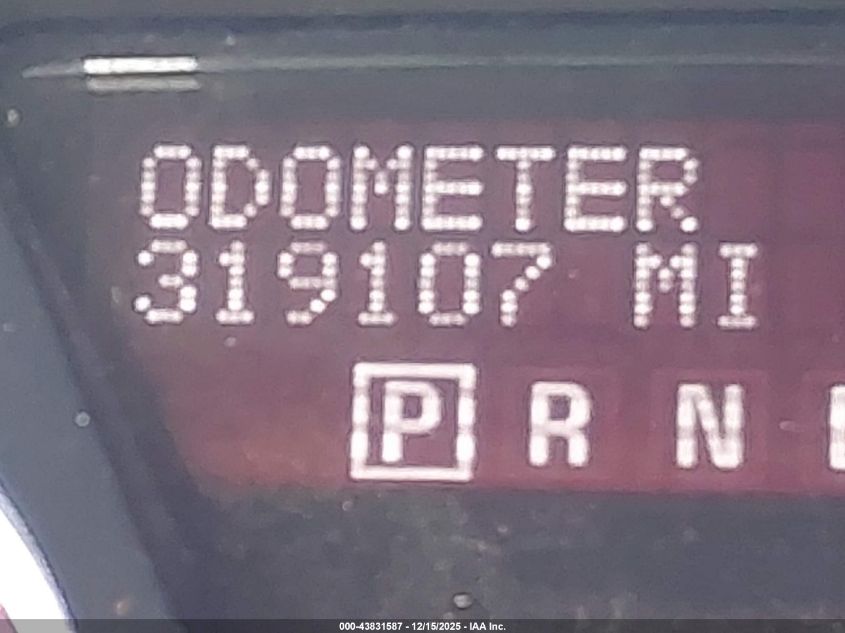 ODOMETER
319107 MI
P R N
000-43831587 - 12/15/2025 - IAA Inc.